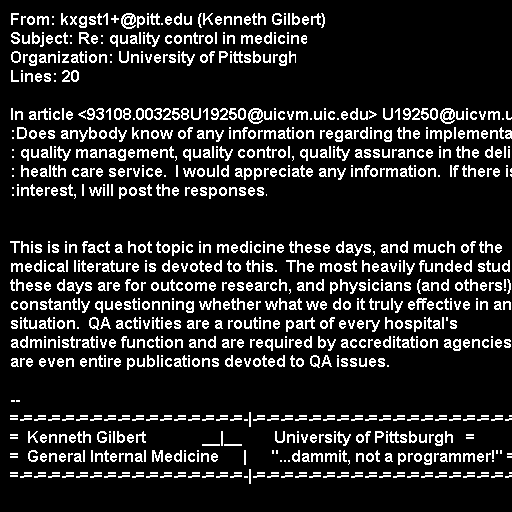 From: kxgst1+@pitt.edu (Kenneth Gilbert)
Subject: Re: quality control in medicine
Organization: University of Pittsburgh
Lines: 20
In article <93108.003258U19250@uicvm.uic.edu> U19250@uicvm.u
:Does anybody know of any information regarding the implementa
: quality management, quality control, quality assurance in the deli
: health care service.  I would appreciate any information.  If there is
:interest, I will post the responses.
This is in fact a hot topic in medicine these days, and much of the
medical literature is devoted to this.  The most heavily funded stud
these days are for outcome research, and physicians (and others!)
constantly questionning whether what we do it truly effective in an
situation.  QA activities are a routine part of every hospital's
administrative function and are required by accreditation agencies
are even entire publications devoted to QA issues.
--
=-=-=-=-=-=-=-=-=-=-=-=-=-=-=-=-=-|-=-=-=-=-=-=-=-=-=-=-=-=-=-=-=-=-=-=
=  Kenneth Gilbert              __|__        University of Pittsburgh   =
=  General Internal Medicine      |      "...dammit, not a programmer!" =
=-=-=-=-=-=-=-=-=-=-=-=-=-=-=-=-=-|-=-=-=-=-=-=-=-=-=-=-=-=-=-=-=-=-=-=